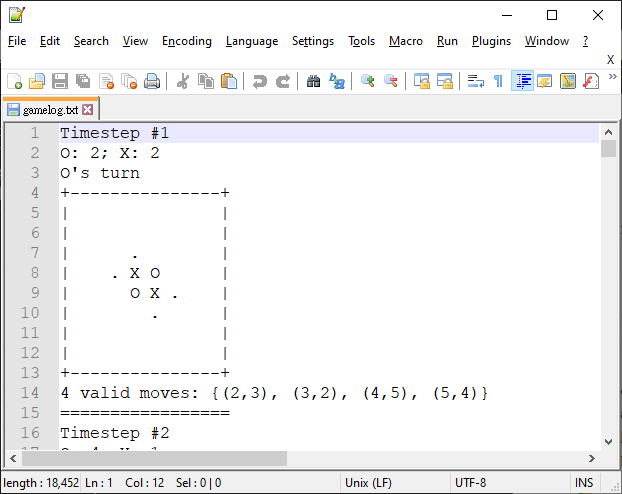 File Edit Search View Encoding Language Settings Tools Macro Run Plugins Window ?
X
gamelog.txt
1 Timestep #1
2 O: 2; X: 2
3 O's turn
4 +---------------+
5 |               |
6 |               |
7 |      .        |
8 |    . X O      |
9 |      O X .    |
10 |        .      |
11 |               |
12 |               |
13 +---------------+
14 4 valid moves: {(2,3), (3,2), (4,5), (5,4)}
15 =================
16 Timestep #2
length : 18,452 Ln : 1 Col : 12 Sel : 0 | 0 Unix (LF) UTF-8 INS